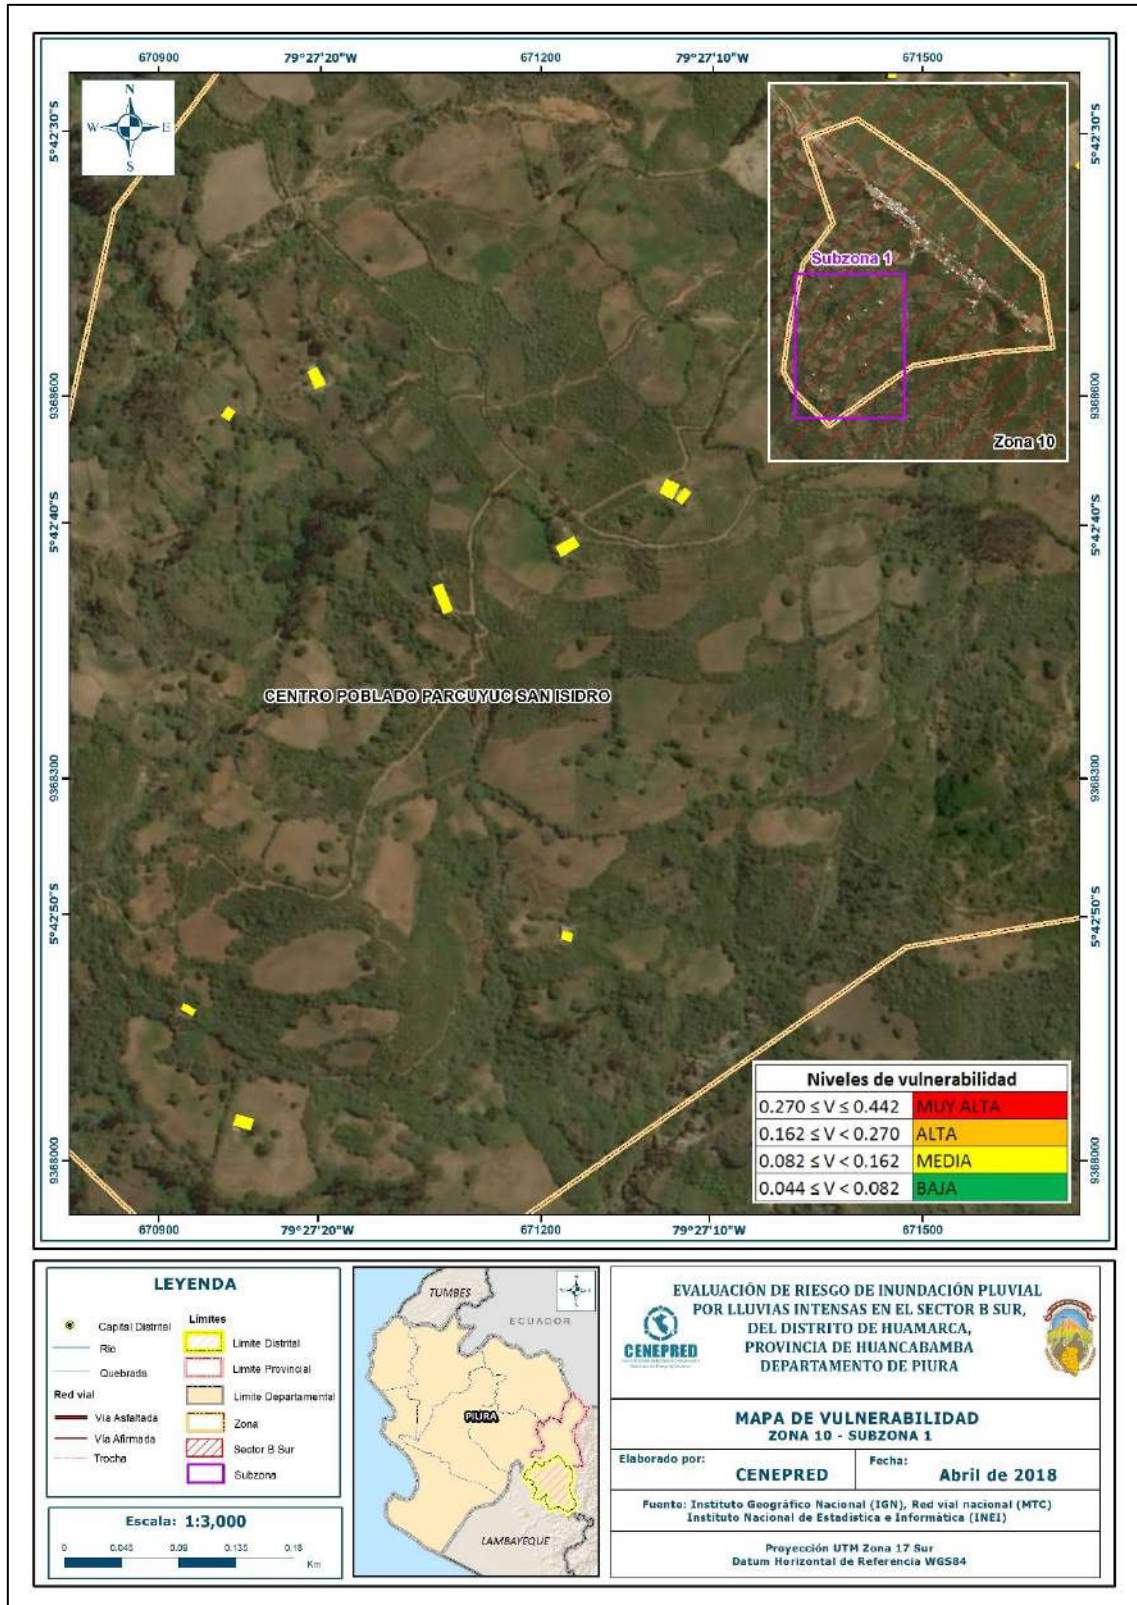 670900
79°27'20"W
671200
79°27'10"W
671500
N
W
E
S
5°42'30"S
5°42'30"S
Subzona 1
Zona 10
9368600
9368600
5°42'40"S
5°42'40"S
CENTRO POBLADO PARCUYUC SAN ISIDRO
9368300
9368300
5°42'50"S
5°42'50"S
Niveles de vulnerabilidad
0.270 ≤ V ≤ 0.442 MUY ALTA
0.162 ≤ V < 0.270 ALTA
0.082 ≤ V < 0.162 MEDIA
0.044 ≤ V < 0.082 BAJA
9368000
9368000
670900
79°27'20"W
671200
79°27'10"W
671500
LEYENDA
Capital Distrital
Río
Quebrada
Red vial
Vía Asfaltada
Vía Afirmada
Trocha
Límites
Limite Distrital
Limite Provincial
Limite Departamental
Zona
Sector B Sur
Subzona
Escala: 1:3,000
0 0.045 0.09 0.135 0.18
Km
TUMBES
ECUADOR
PIURA
LAMBAYEQUE
EVALUACIÓN DE RIESGO DE INUNDACIÓN PLUVIAL
POR LLUVIAS INTENSAS EN EL SECTOR B SUR,
DEL DISTRITO DE HUAMARCA,
PROVINCIA DE HUANCABAMBA
DEPARTAMENTO DE PIURA
CENEPRED
MAPA DE VULNERABILIDAD
ZONA 10 - SUBZONA 1
Elaborado por:
CENEPRED
Fecha:
Abril de 2018
Fuente: Instituto Geográfico Nacional (IGN), Red vial nacional (MTC)
Instituto Nacional de Estadística e Informática (INEI)
Proyección UTM Zona 17 Sur
Datum Horizontal de Referencia WGS84